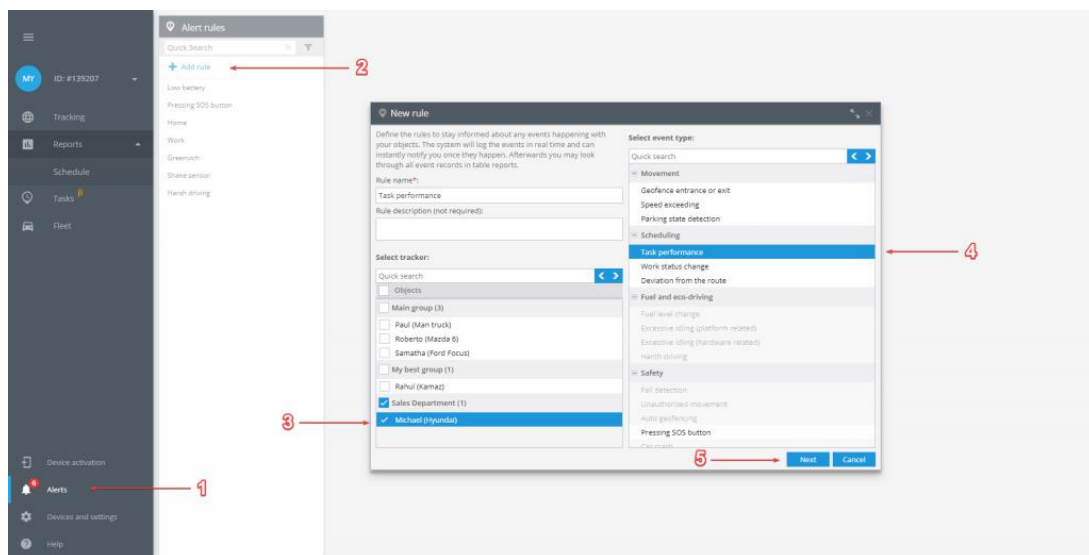 MY
ID: #139207
Tracking
Reports
Schedule
Tasks β
Fleet
Device activation
6
Alerts
Devices and settings
Help
Alert rules
Quick Search
Add rule
Low battery
Pressing SOS button
Home
Work
Greenwich
Shake sensor
Harsh driving
1
2
New rule
Define the rules to stay informed about any events happening with
your objects. The system will log the events in real time and can
instantly notify you once they happen. Afterwards you may look
through all event records in table reports.
Rule name*:
Task performance
Rule description (not required):
Select tracker:
Quick search
Objects
Main group (3)
Paul (Man truck)
Roberto (Mazda 6)
Samatha (Ford Focus)
My best group (1)
Rahul (Kamaz)
Sales Department (1)
Michael (Hyundai)
3
Select event type:
Quick search
Movement
Geofence entrance or exit
Speed exceeding
Parking state detection
Scheduling
Task performance
Work status change
Deviation from the route
Fuel and eco-driving
Fuel level change
Excessive idling (platform related)
Excessive idling (hardware related)
Harsh driving
Safety
Fall detection
Unauthorised movement
Auto geofencing
Pressing SOS button
Car crash
4
5
Next
Cancel